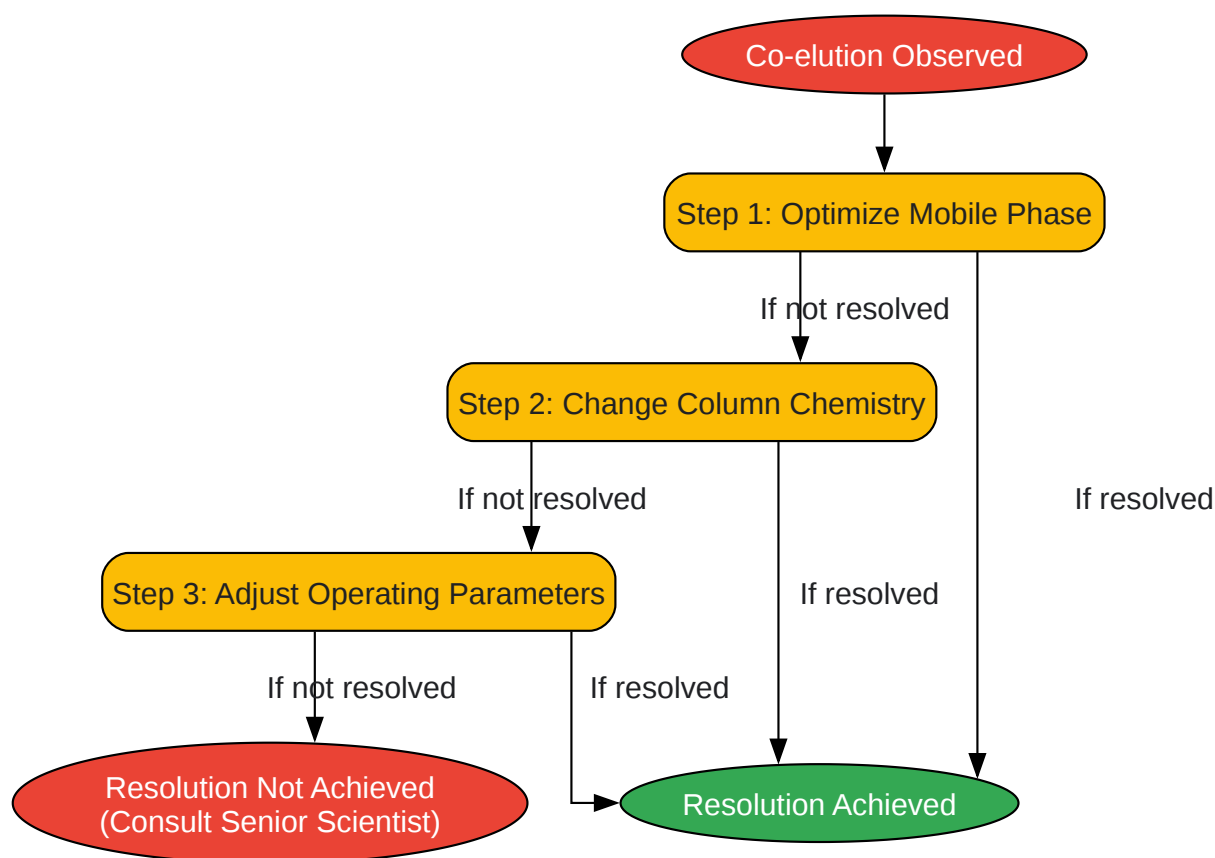 Co-elution Observed
Step 1: Optimize Mobile Phase
If not resolved
Step 2: Change Column Chemistry
If not resolved
If resolved
Step 3: Adjust Operating Parameters
If resolved
If not resolved
If resolved
Resolution Not Achieved
(Consult Senior Scientist)
Resolution Achieved